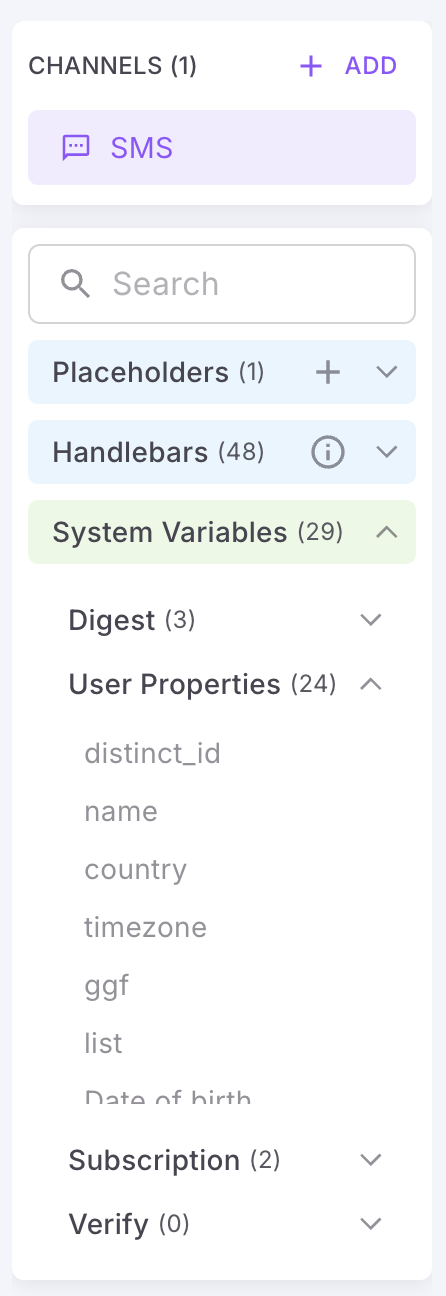 CHANNELS (1) + ADD
SMS
Search
Placeholders (1)
Handlebars (48)
System Variables (29)
Digest (3)
User Properties (24)
distinct_id
name
country
timezone
ggf
list
Date of birth
Subscription (2)
Verify (0)